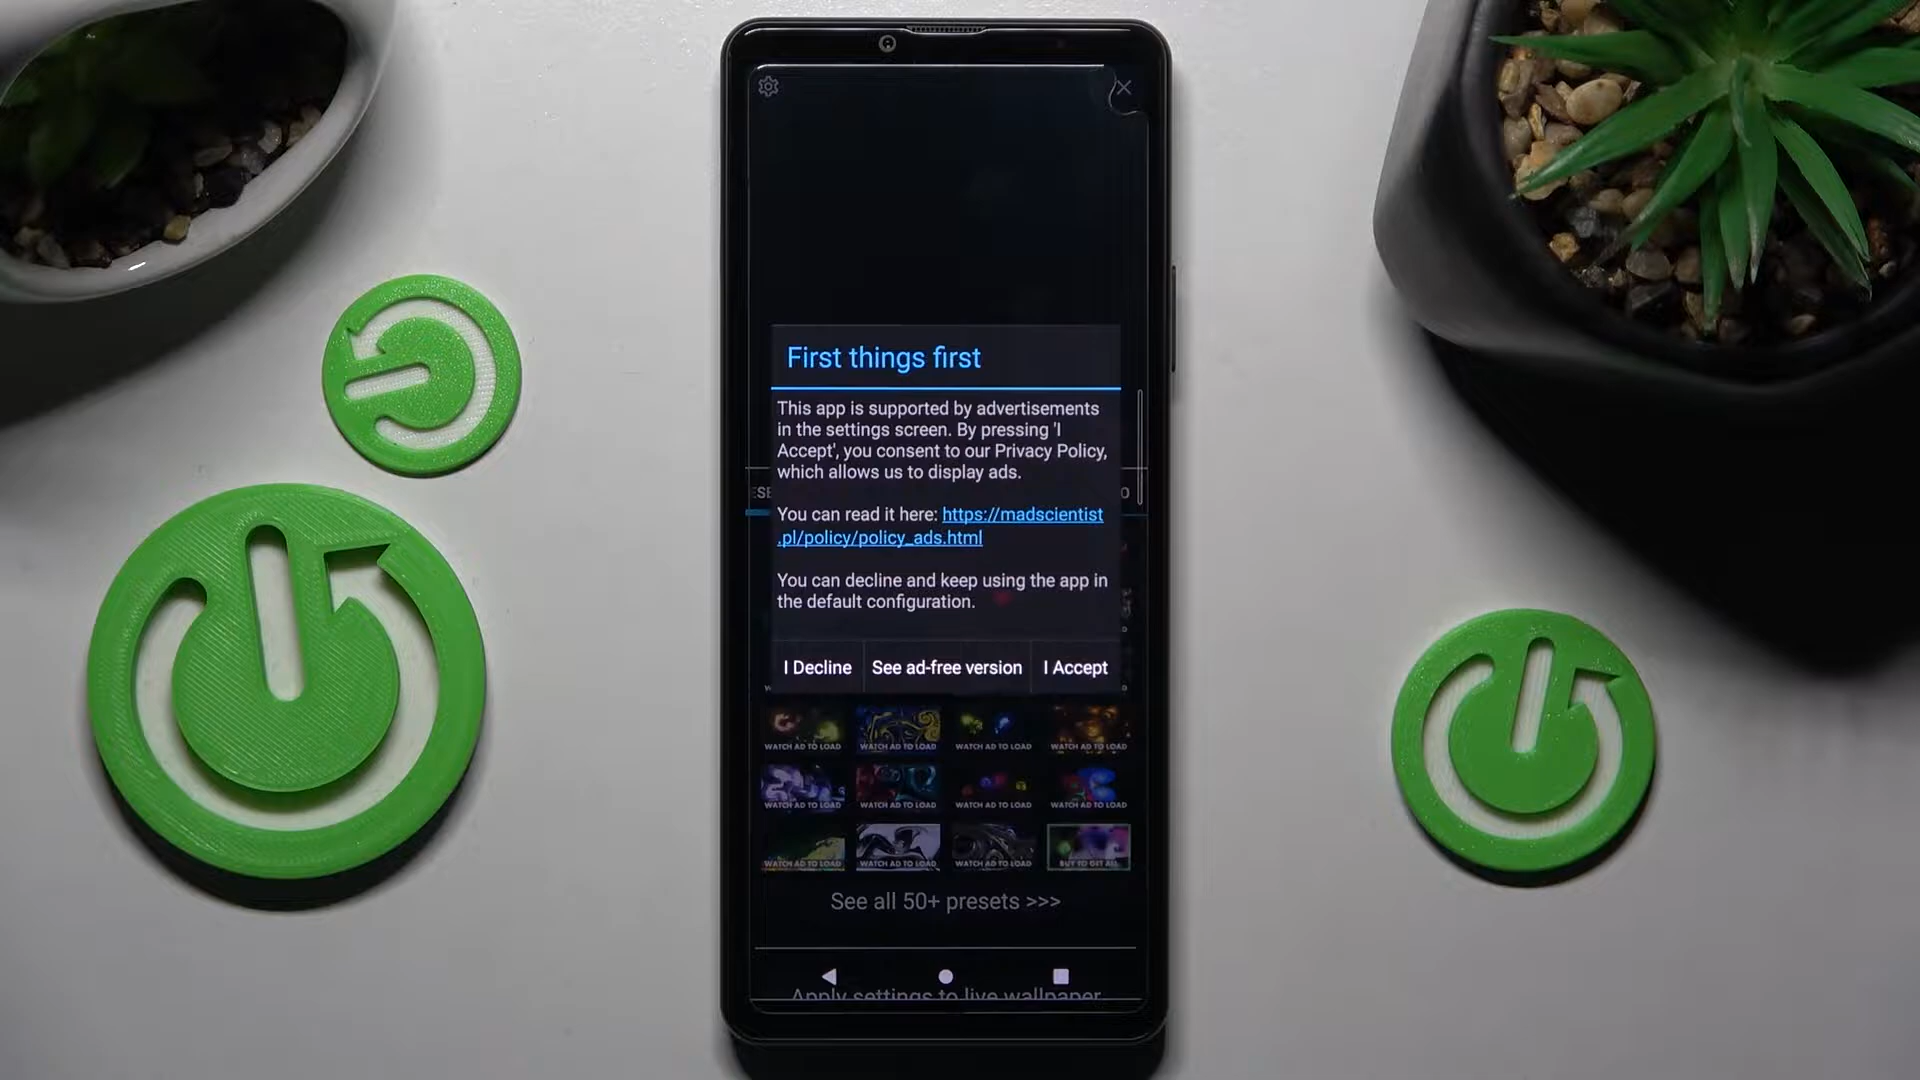 First things first
This app is supported by advertisements
in the settings screen. By pressing 'I
Accept', you consent to our Privacy Policy,
which allows us to display ads.
You can read it here: https://madscientist
.pl/policy/policy_ads.html
You can decline and keep using the app in
the default configuration.
I Decline See ad-free version I Accept
WATCH AD TO LOAD WATCH AD TO LOAD WATCH AD TO LOAD WATCH AD TO LOAD
WATCH AD TO LOAD WATCH AD TO LOAD WATCH AD TO LOAD WATCH AD TO LOAD
WATCH AD TO LOAD WATCH AD TO LOAD WATCH AD TO LOAD BUY TO GET ALL
See all 50+ presets >>>
Apply settings to live wallpaper